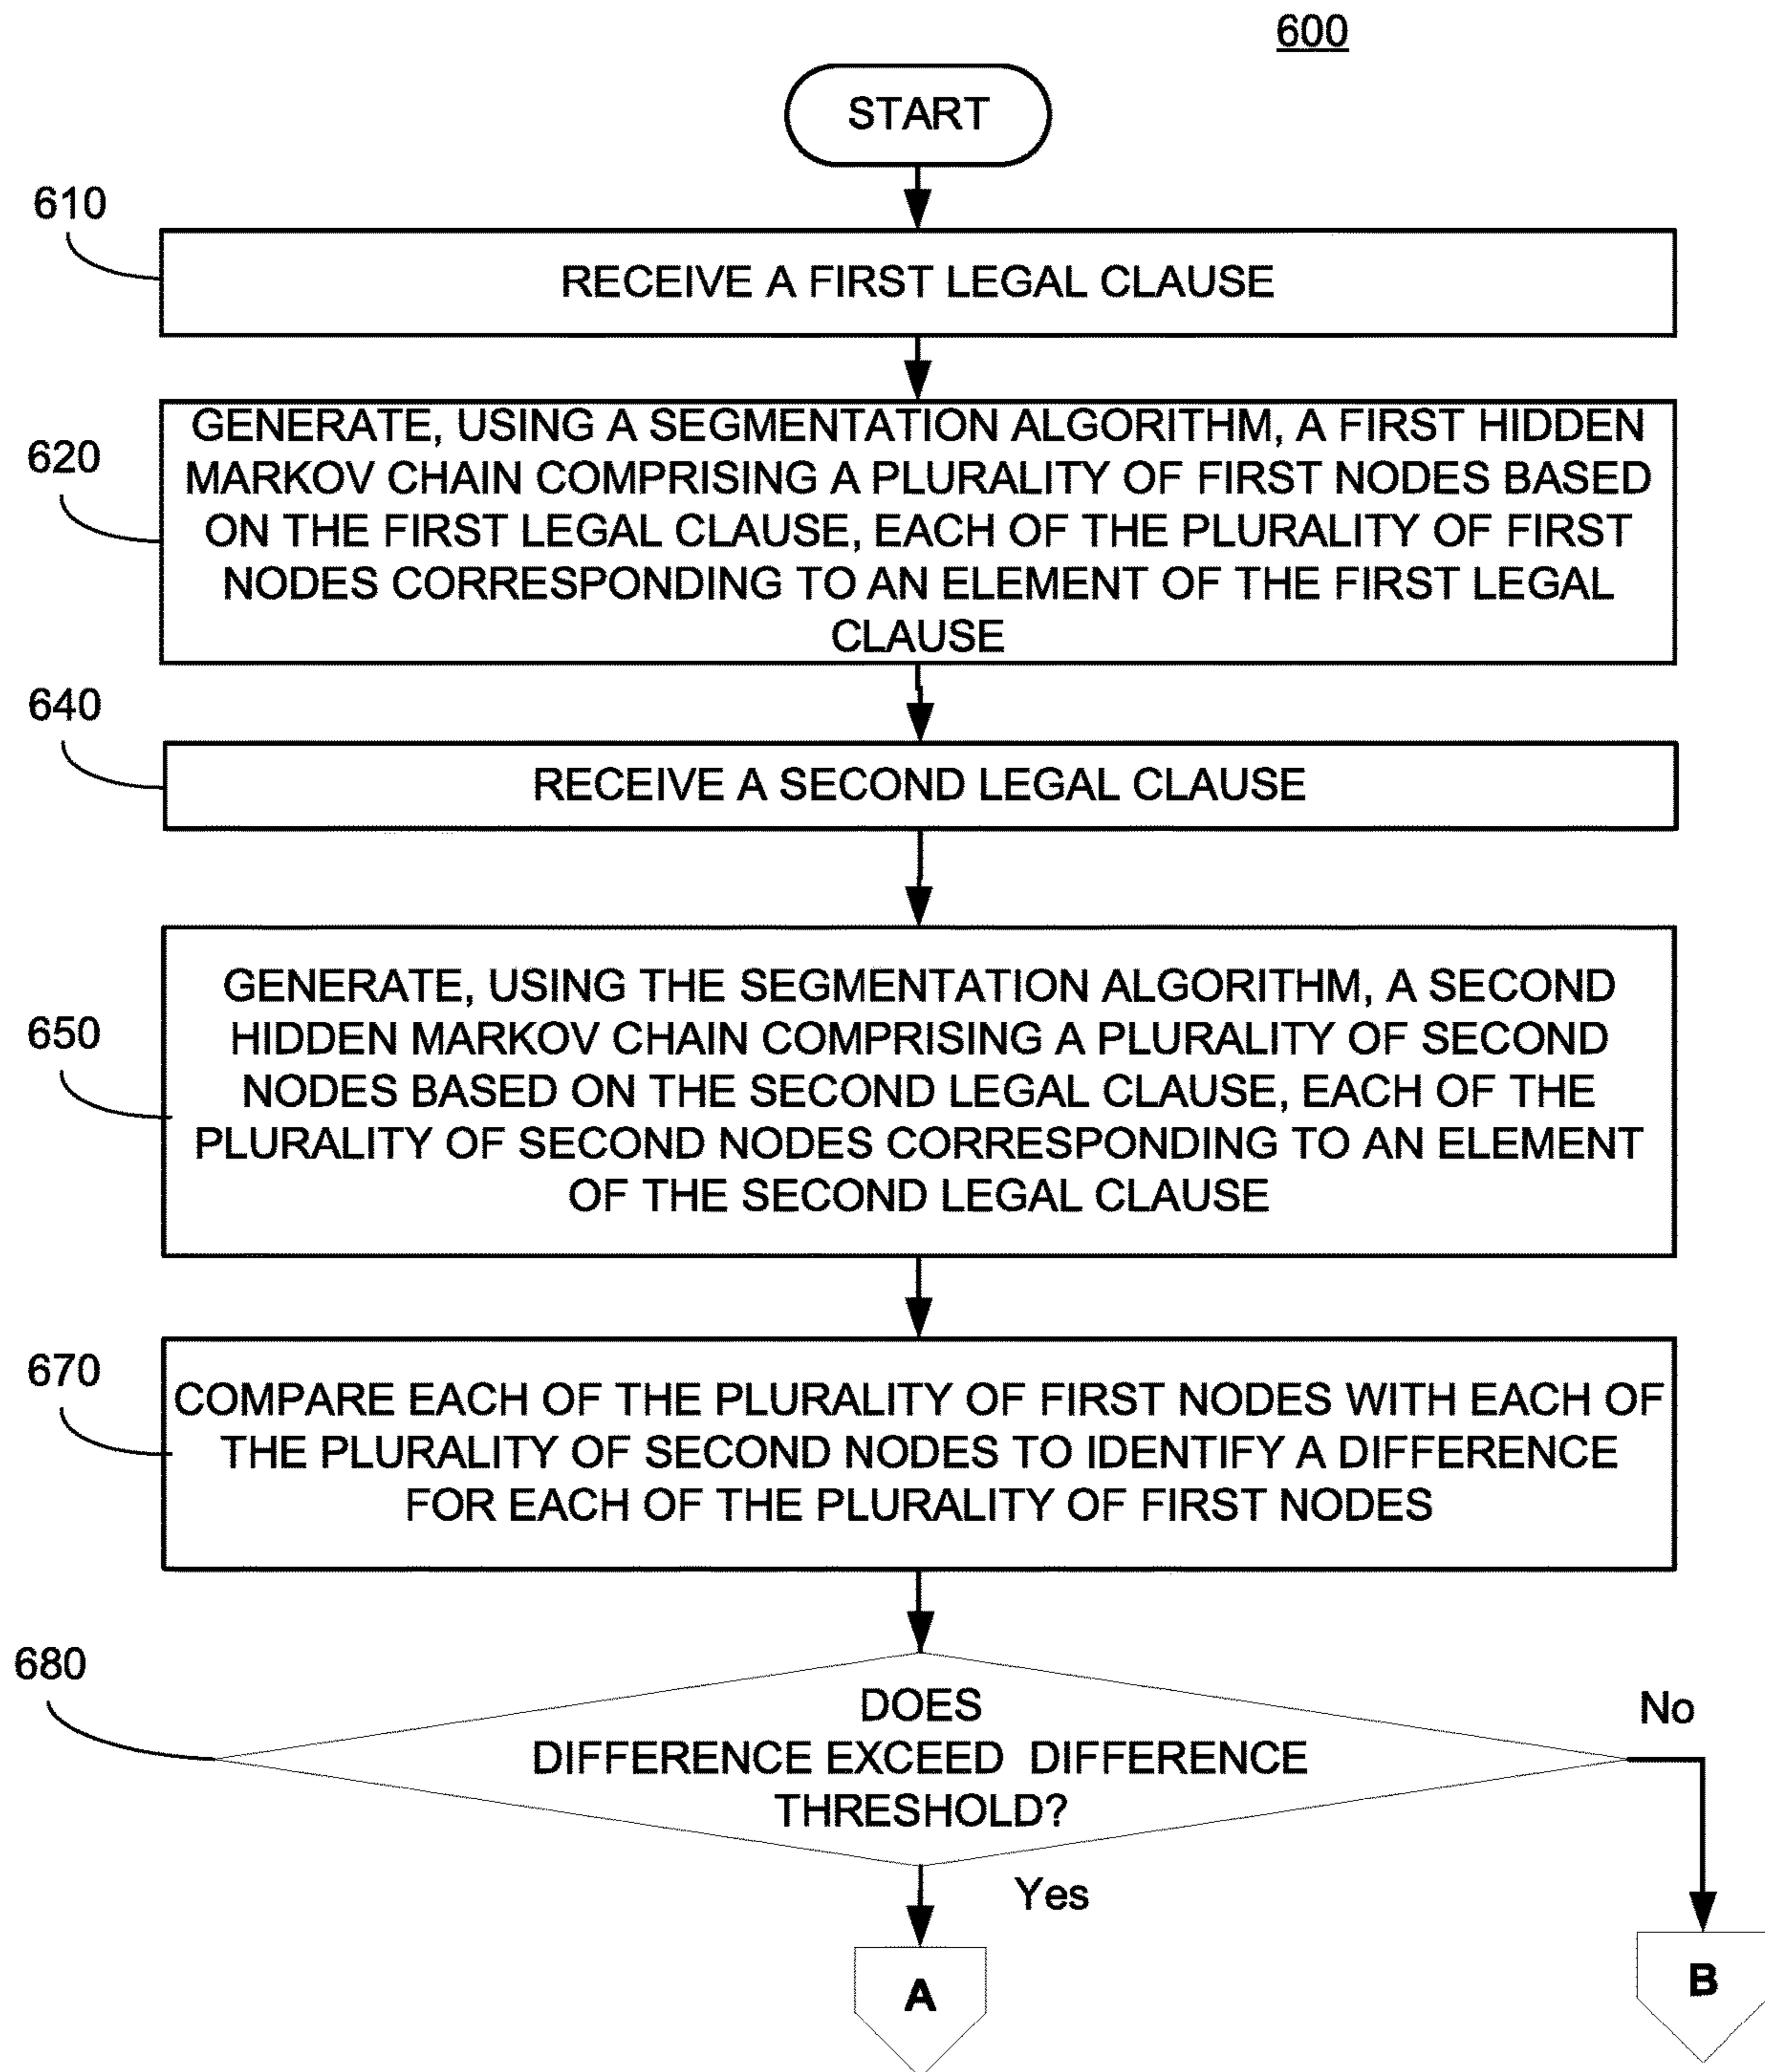 600
START
610
RECEIVE A FIRST LEGAL CLAUSE
620
GENERATE, USING A SEGMENTATION ALGORITHM, A FIRST HIDDEN
MARKOV CHAIN COMPRISING A PLURALITY OF FIRST NODES BASED
ON THE FIRST LEGAL CLAUSE, EACH OF THE PLURALITY OF FIRST
NODES CORRESPONDING TO AN ELEMENT OF THE FIRST LEGAL
CLAUSE
640
RECEIVE A SECOND LEGAL CLAUSE
650
GENERATE, USING THE SEGMENTATION ALGORITHM, A SECOND
HIDDEN MARKOV CHAIN COMPRISING A PLURALITY OF SECOND
NODES BASED ON THE SECOND LEGAL CLAUSE, EACH OF THE
PLURALITY OF SECOND NODES CORRESPONDING TO AN ELEMENT
OF THE SECOND LEGAL CLAUSE
670
COMPARE EACH OF THE PLURALITY OF FIRST NODES WITH EACH OF
THE PLURALITY OF SECOND NODES TO IDENTIFY A DIFFERENCE
FOR EACH OF THE PLURALITY OF FIRST NODES
680
DOES
DIFFERENCE EXCEED DIFFERENCE
THRESHOLD?
No
Yes
A
B